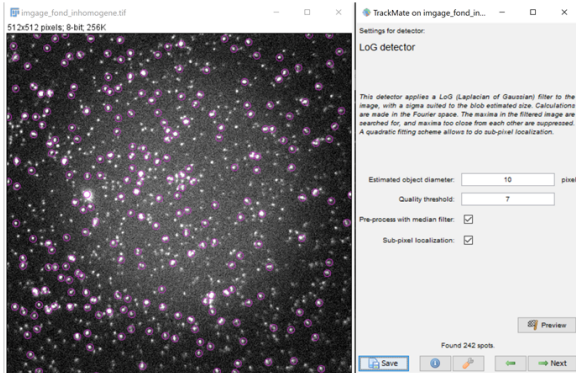 imgage_fond_inhomogene.tif
512x512 pixels; 8-bit; 256K
TrackMate on imgage_fond_in...
Settings for detector:
LoG detector
This detector applies a LoG (Laplacian of Gaussian) filter to the
image, with a sigma suited to the blob estimated size. Calculations
are made in the Fourier space. The maxima in the filtered image are
searched for, and maxima too close from each other are suppressed.
A quadratic fitting scheme allows to do sub-pixel localization.
Estimated object diameter: 10 pixel
Quality threshold: 7
Pre-process with median filter:
Sub-pixel localization:
Preview
Found 242 spots.
Save
Next